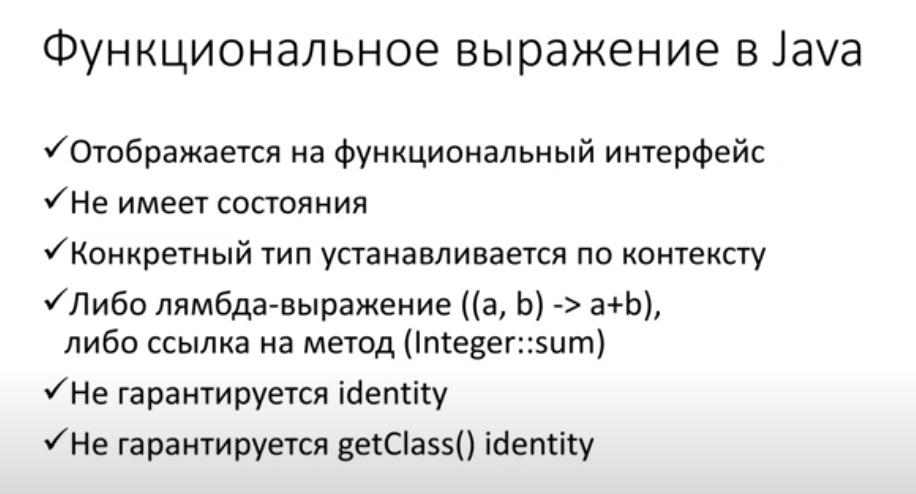 Функциональное выражение в Java
✓Отображается на функциональный интерфейс
✓Не имеет состояния
✓Конкретный тип устанавливается по контексту
✓Либо лямбда-выражение ((a, b) -> a+b),
либо ссылка на метод (Integer::sum)
✓Не гарантируется identity
✓Не гарантируется getClass() identity